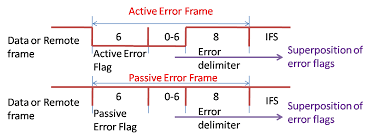 Active Error Frame
6 0-6 8 IFS
Data or Remote
frame
Active Error
Flag
Error
delimiter
Superposition of
error flags
Passive Error Frame
6 0-6 8 IFS
Data or Remote
frame
Passive
Error Flag
Error
delimiter
Superposition of
error flags